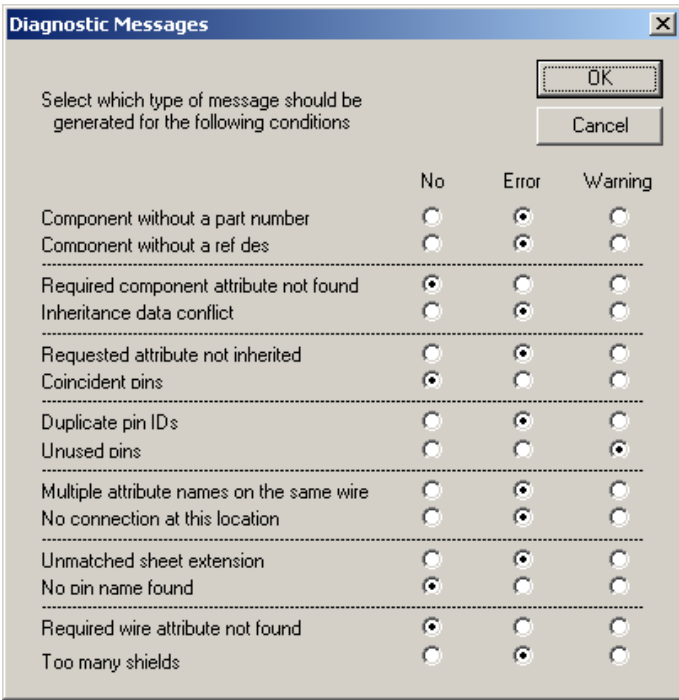 Diagnostic Messages
OK
Select which type of message should be
generated for the following conditions
Cancel
No Error Warning
Component without a part number
Component without a ref des
Required component attribute not found
Inheritance data conflict
Requested attribute not inherited
Coincident pins
Duplicate pin IDs
Unused pins
Multiple attribute names on the same wire
No connection at this location
Unmatched sheet extension
No pin name found
Required wire attribute not found
Too many shields